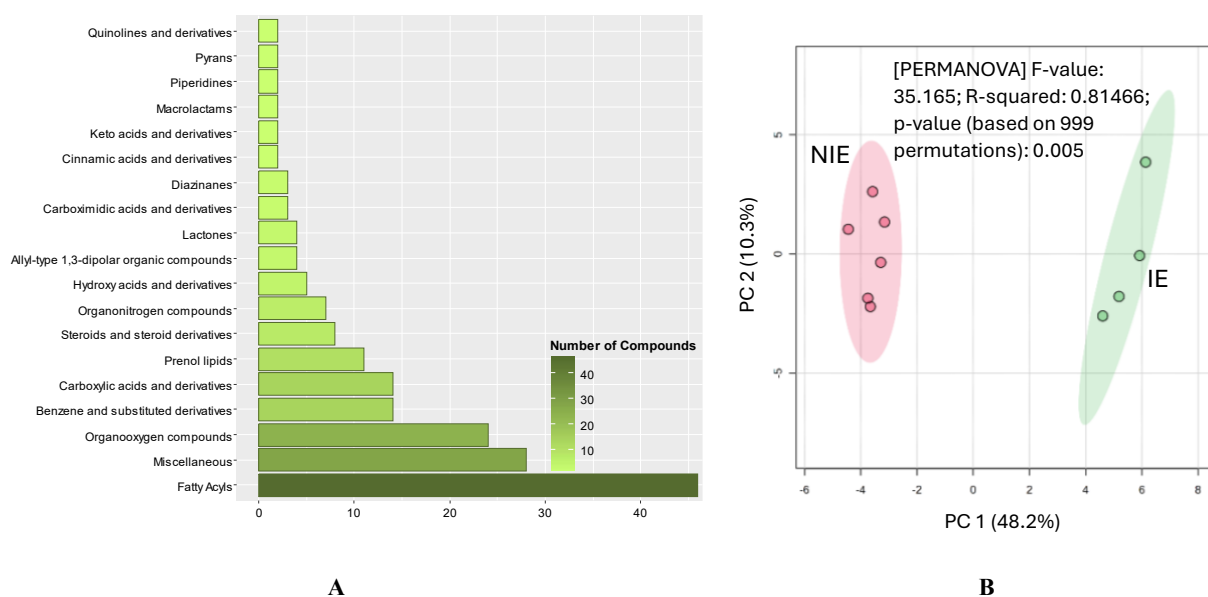 Quinolines and derivatives
Pyrans
Piperidines
Macrolactams
Keto acids and derivatives
Cinnamic acids and derivatives
Diazinanes
Carboximidic acids and derivatives
Lactones
Allyl-type 1,3-dipolar organic compounds
Hydroxy acids and derivatives
Organonitrogen compounds
Steroids and steroid derivatives
Prenol lipids
Carboxylic acids and derivatives
Benzene and substituted derivatives
Organooxygen compounds
Miscellaneous
Fatty Acyls
0 10 20 30 40
Number of Compounds
40
30
20
10
A
[PERMANOVA] F-value:
35.165; R-squared: 0.81466;
p-value (based on 999
permutations): 0.005
NIE
IE
PC 2 (10.3%)
5
0
-5
-6 -4 -2 0 2 4 6 8
PC 1 (48.2%)
B